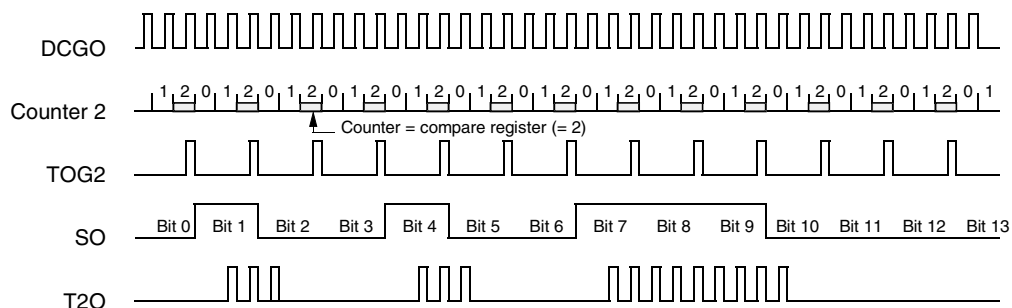 DCGO
Counter 2
1 2 0 1 2 0 1 2 0 1 2 0 1 2 0 1 2 0 1 2 0 1 2 0 1 2 0 1 2 0 1 2 0 1 2 0 1 2 0 1
Counter = compare register (= 2)
TOG2
SO
Bit 0 Bit 1 Bit 2 Bit 3 Bit 4 Bit 5 Bit 6 Bit 7 Bit 8 Bit 9 Bit 10 Bit 11 Bit 12 Bit 13
T2O